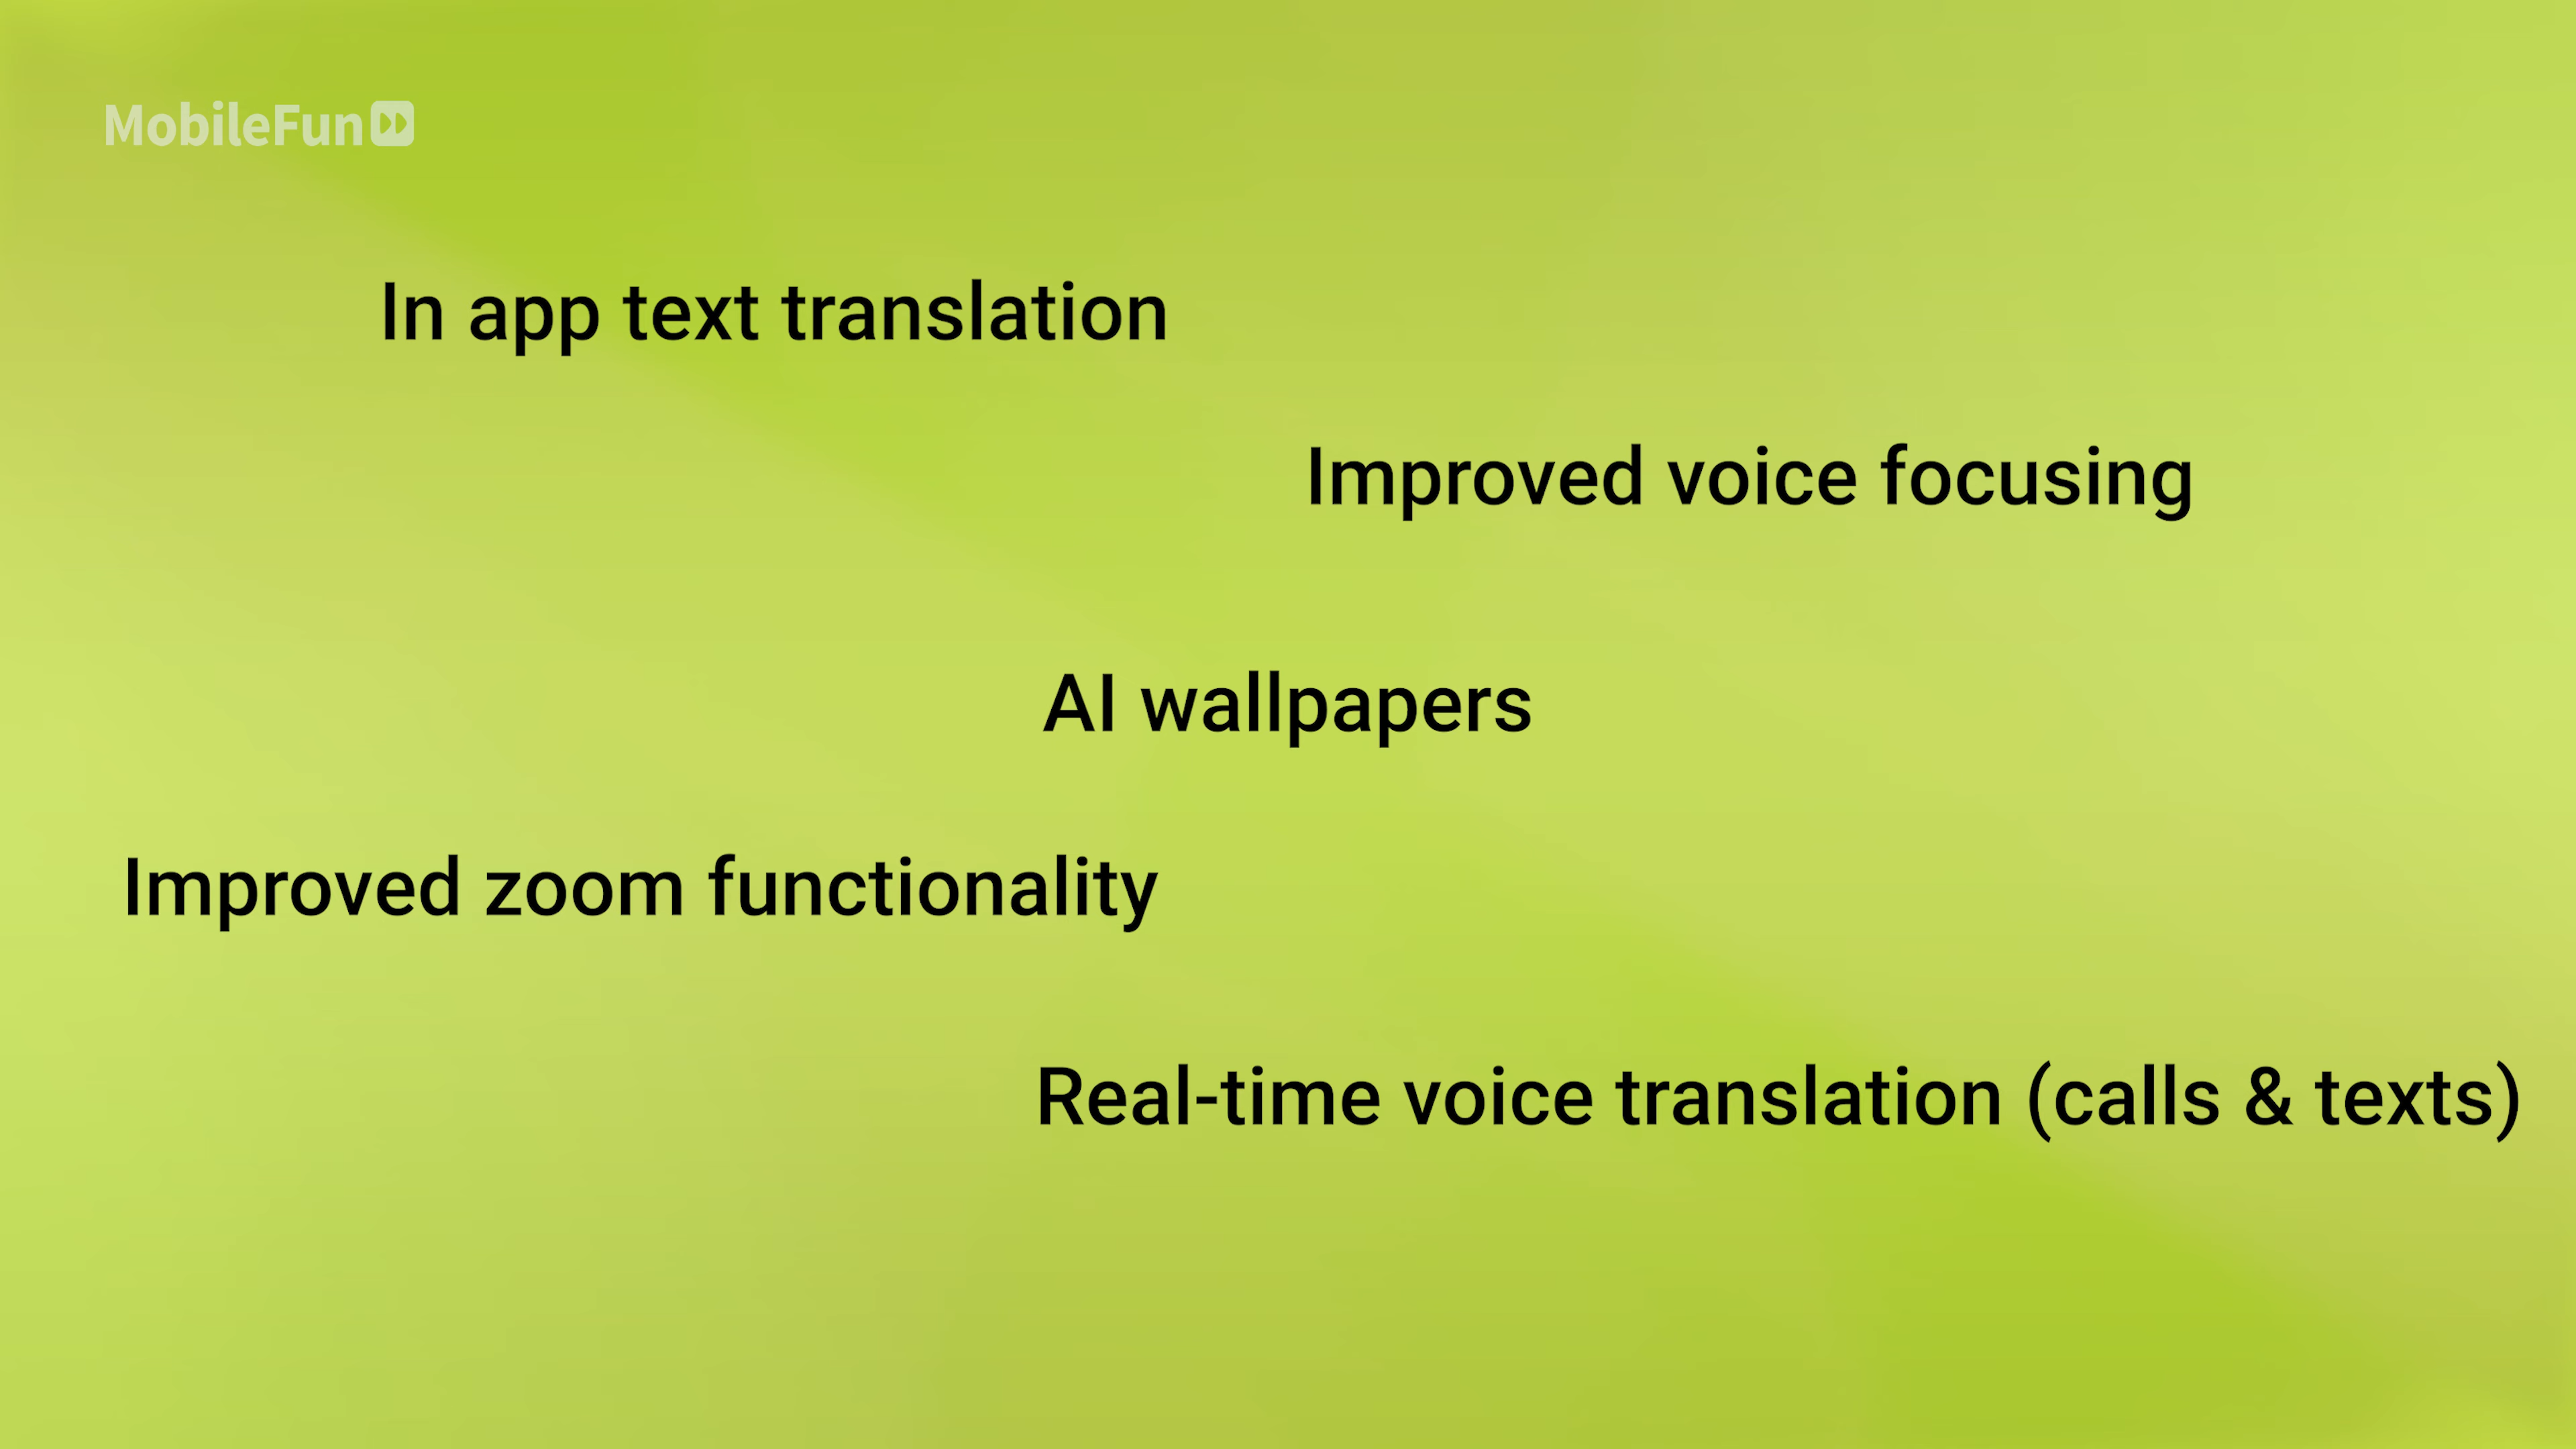 MobileFun
In app text translation
Improved voice focusing
AI wallpapers
Improved zoom functionality
Real-time voice translation (calls & texts)